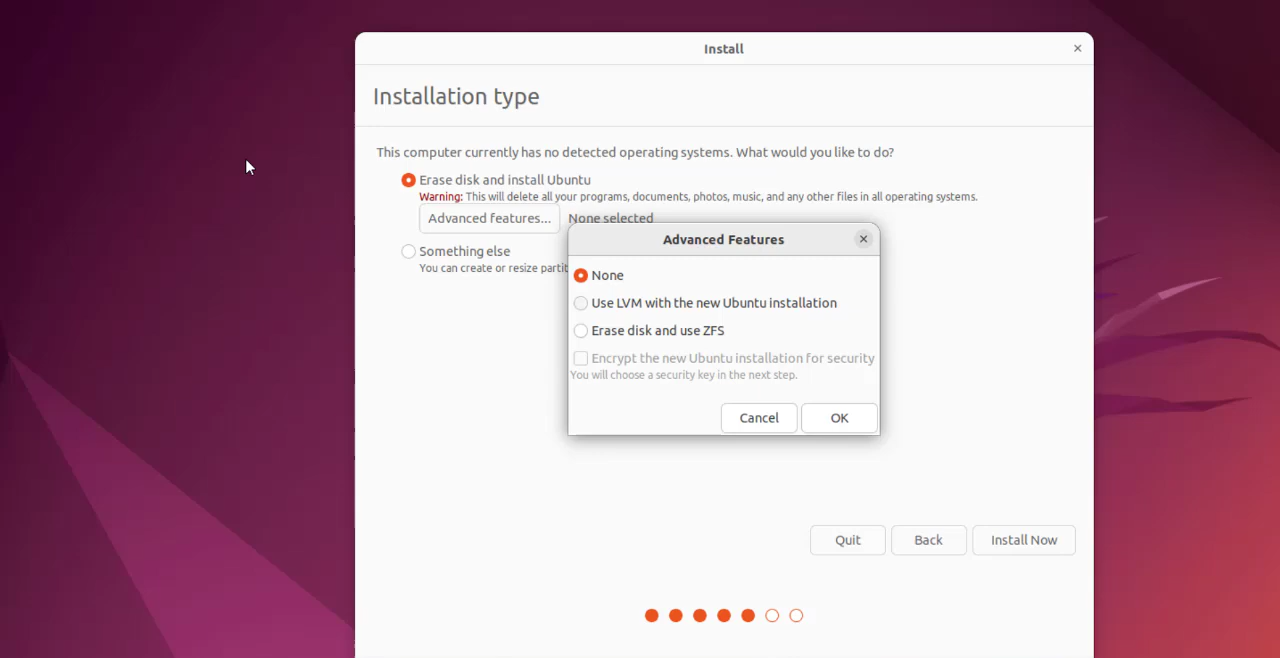 Install
Installation type
This computer currently has no detected operating systems. What would you like to do?
Erase disk and install Ubuntu
Warning: This will delete all your programs, documents, photos, music, and any other files in all operating systems.
Advanced features... None selected
Something else
You can create or resize
Advanced Features
None
Use LVM with the new Ubuntu installation
Erase disk and use ZFS
Encrypt the new Ubuntu installation for security
You will choose a security key in the next step.
Cancel OK
Quit Back Install Now